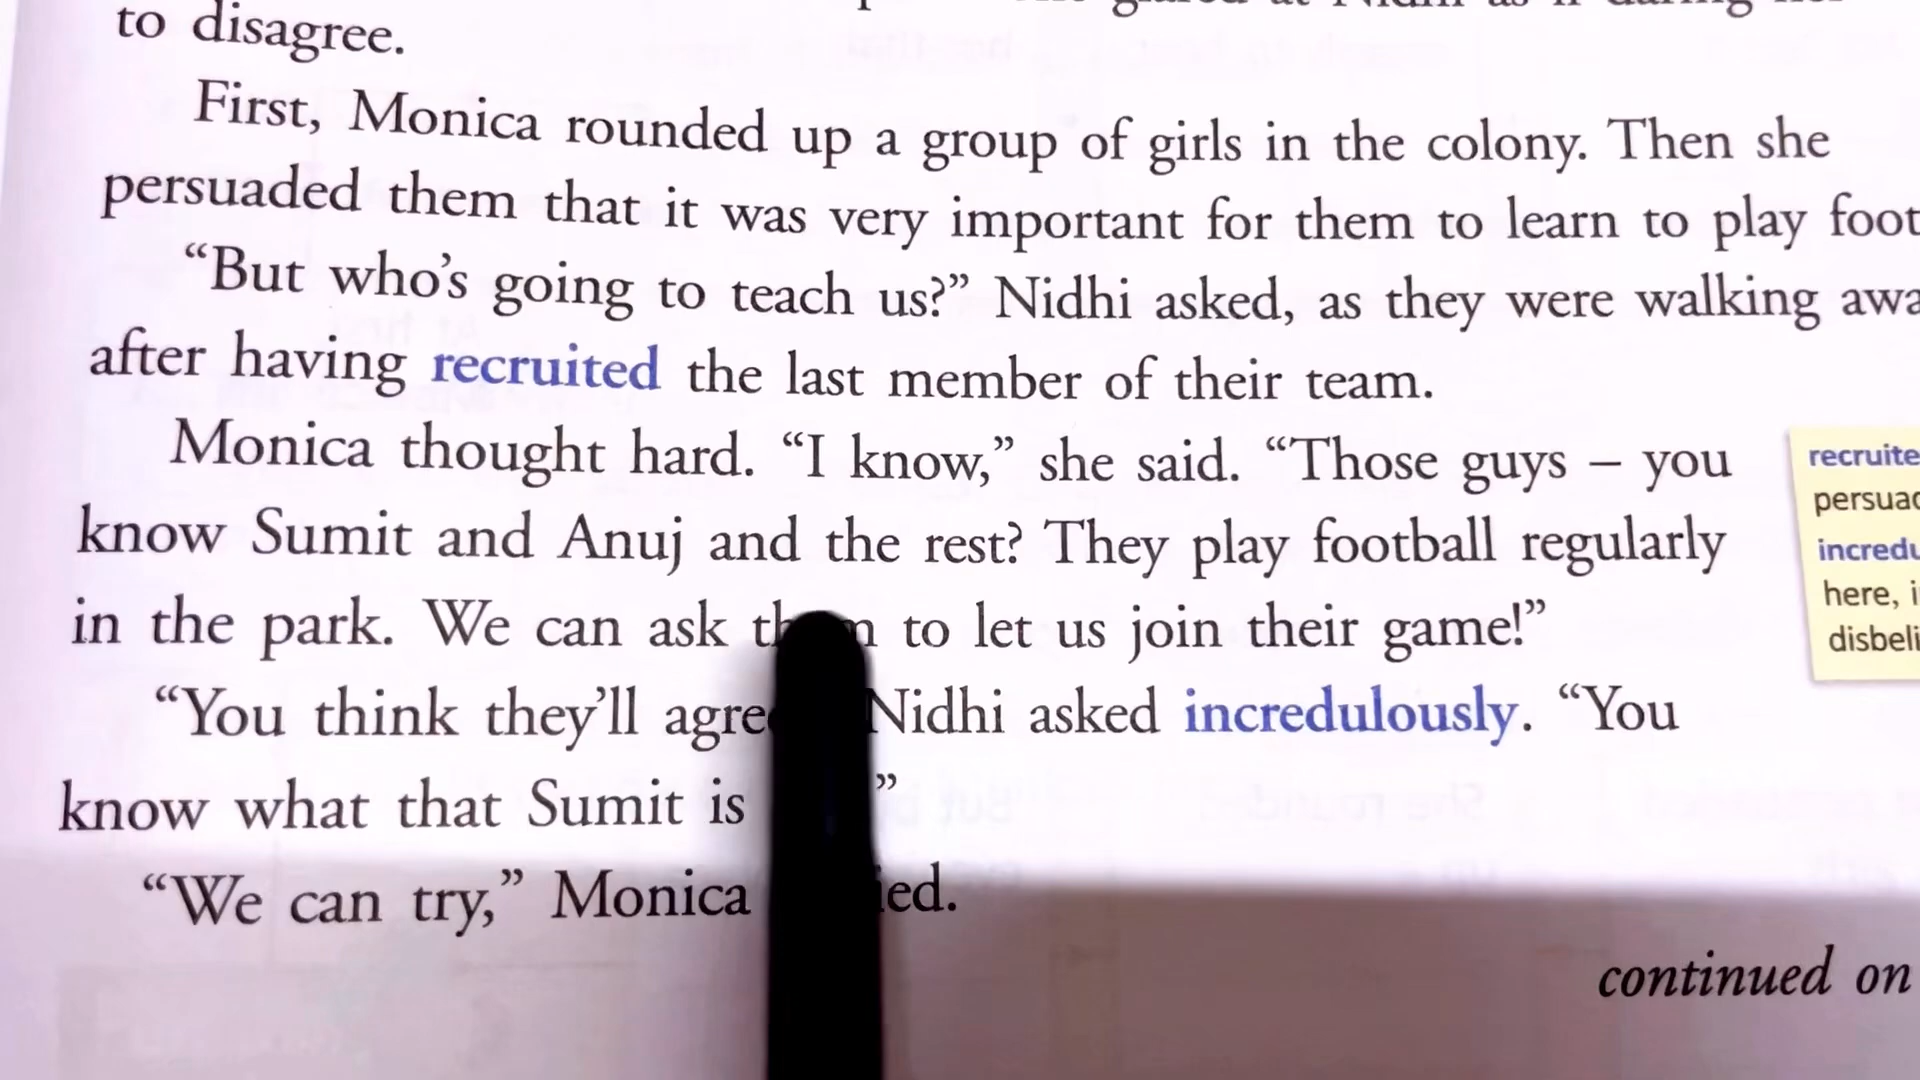 to disagree.
First, Monica rounded up a group of girls in the colony. Then she
persuaded them that it was very important for them to learn to play foot
“But who’s going to teach us?” Nidhi asked, as they were walking awa
after having recruited the last member of their team.
Monica thought hard. “I know,” she said. “Those guys – you
know Sumit and Anuj and the rest? They play football regularly
in the park. We can ask to let us join their game!”
“You think they’ll Nidhi asked incredulously. “You
know what that Sumit is ”
“We can try,” Monica
continued on
recruite
persuad
incredu
here, i
disbeli